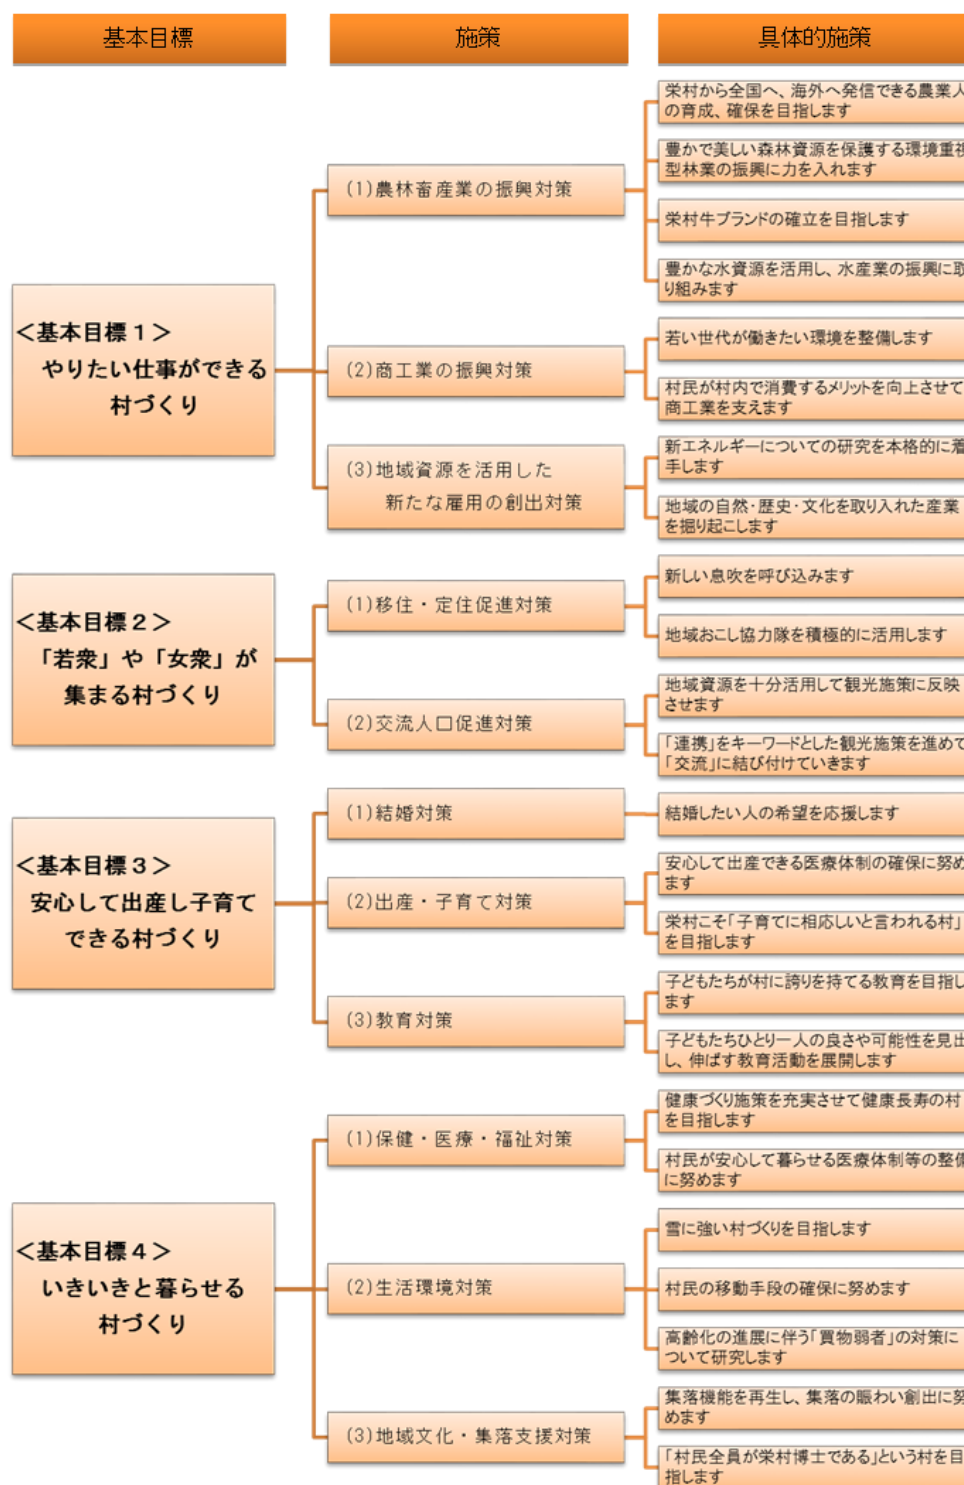 基本目標
施策
具体的施策
＜基本目標１＞
やりたい仕事ができる
村づくり
(1)農林畜産業の振興対策
栄村から全国へ、海外へ発信できる農業人
の育成、確保を目指します
豊かで美しい森林資源を保護する環境重視
型林業の振興に力を入れます
栄村牛ブランドの確立を目指します
豊かな水資源を活用し、水産業の振興に取
り組みます
(2)商工業の振興対策
若い世代が働きたい環境を整備します
村民が村内で消費するメリットを向上させて
商工業を支えます
(3)地域資源を活用した
新たな雇用の創出対策
新エネルギーについての研究を本格的に着
手します
地域の自然・歴史・文化を取り入れた産業
を掘り起こします
＜基本目標２＞
「若衆」や「女衆」が
集まる村づくり
(1)移住・定住促進対策
新しい息吹を呼び込みます
地域おこし協力隊を積極的に活用します
(2)交流人口促進対策
地域資源を十分活用して観光施策に反映
させます
「連携」をキーワードとした観光施策を進めて
「交流」に結び付けていきます
＜基本目標３＞
安心して出産し子育て
できる村づくり
(1)結婚対策
結婚したい人の希望を応援します
(2)出産・子育て対策
安心して出産できる医療体制の確保に努め
ます
栄村こそ「子育てに相応しいと言われる村」
を目指します
(3)教育対策
子どもたちが村に誇りを持てる教育を目指し
ます
子どもたちひとり一人の良さや可能性を見出
し、伸ばす教育活動を展開します
＜基本目標４＞
いきいきと暮らせる
村づくり
(1)保健・医療・福祉対策
健康づくり施策を充実させて健康長寿の村
を目指します
村民が安心して暮らせる医療体制等の整備
に努めます
(2)生活環境対策
雪に強い村づくりを目指します
村民の移動手段の確保に努めます
高齢化の進展に伴う「買物弱者」の対策に
ついて研究します
(3)地域文化・集落支援対策
集落機能を再生し、集落の賑わい創出に努
めます
「村民全員が栄村博士である」という村を目
指します